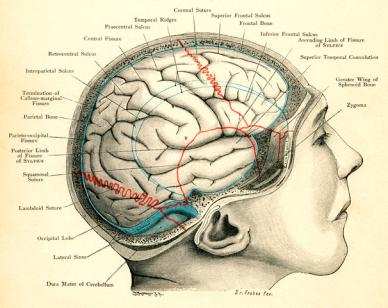 Coronal Suture
Temporal Ridges
Superior Frontal Sulcus
Praecentral Sulcus
Frontal Bone
Central Fissure
Inferior Frontal Sulcus
Ascending Limb of Fissure
of SYLVIUS
Retrocentral Sulcus
Superior Temporal Convolution
Interparietal Sulcus
Greater Wing of
Sphenoid Bone
Termination of
Calloso-marginal
Fissure
Zygoma
Parietal Bone
Parieto-occipital
Fissure
Posterior Limb
of Fissure
of SYLVIUS
Squamosal
Suture
Lambdoid Suture
Occipital Lobe
Lateral Sinus
Dura Mater of Cerebellum